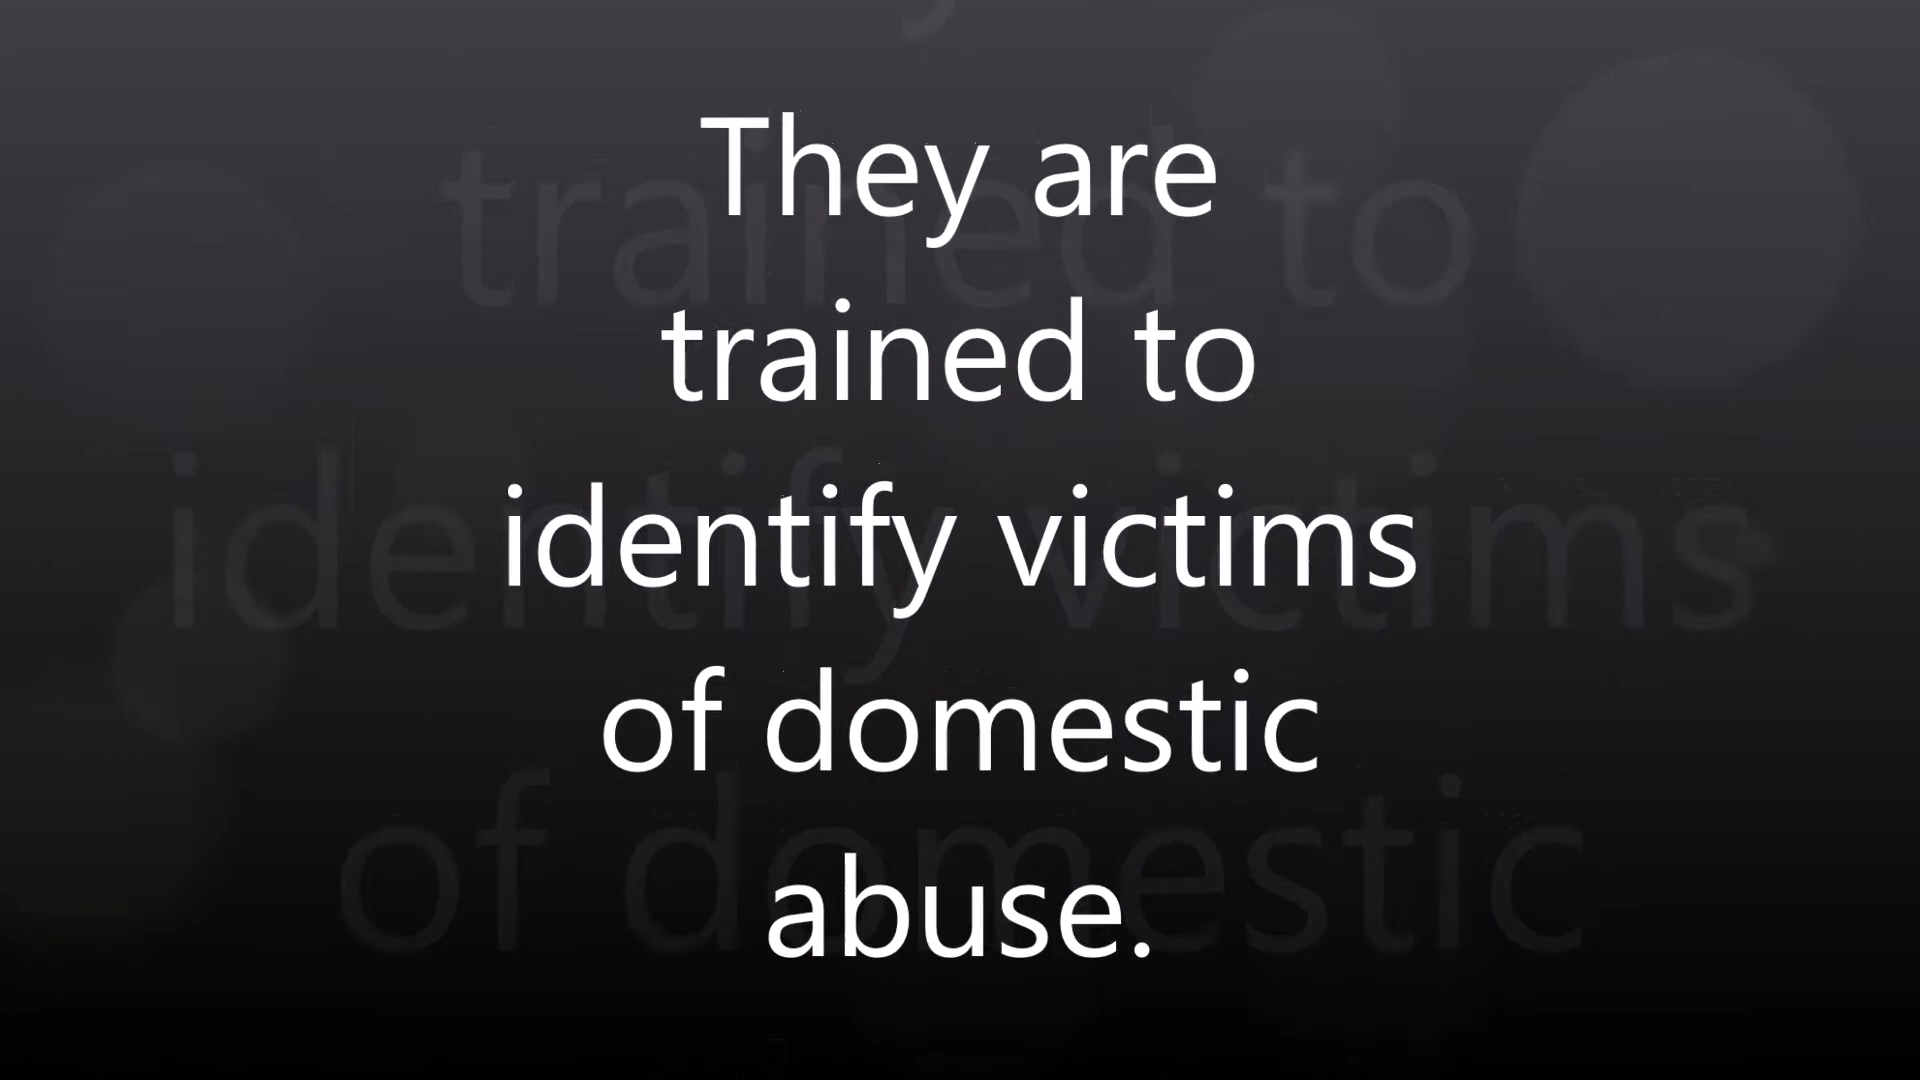 They are
trained to
identify victims
of domestic
abuse.